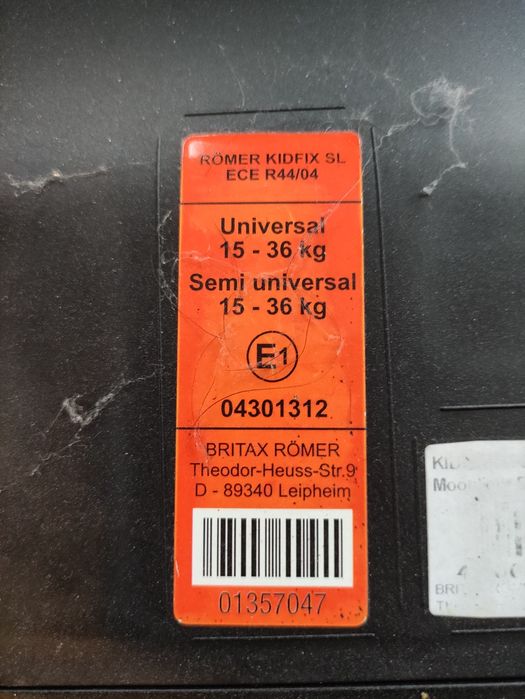 RÖMER KIDFIX SL
ECE R44/04
Universal
15 - 36 kg
Semi universal
15 - 36 kg
E1
04301312
BRITAX RÖMER
Theodor-Heuss-Str.9
D - 89340 Leipheim
01357047